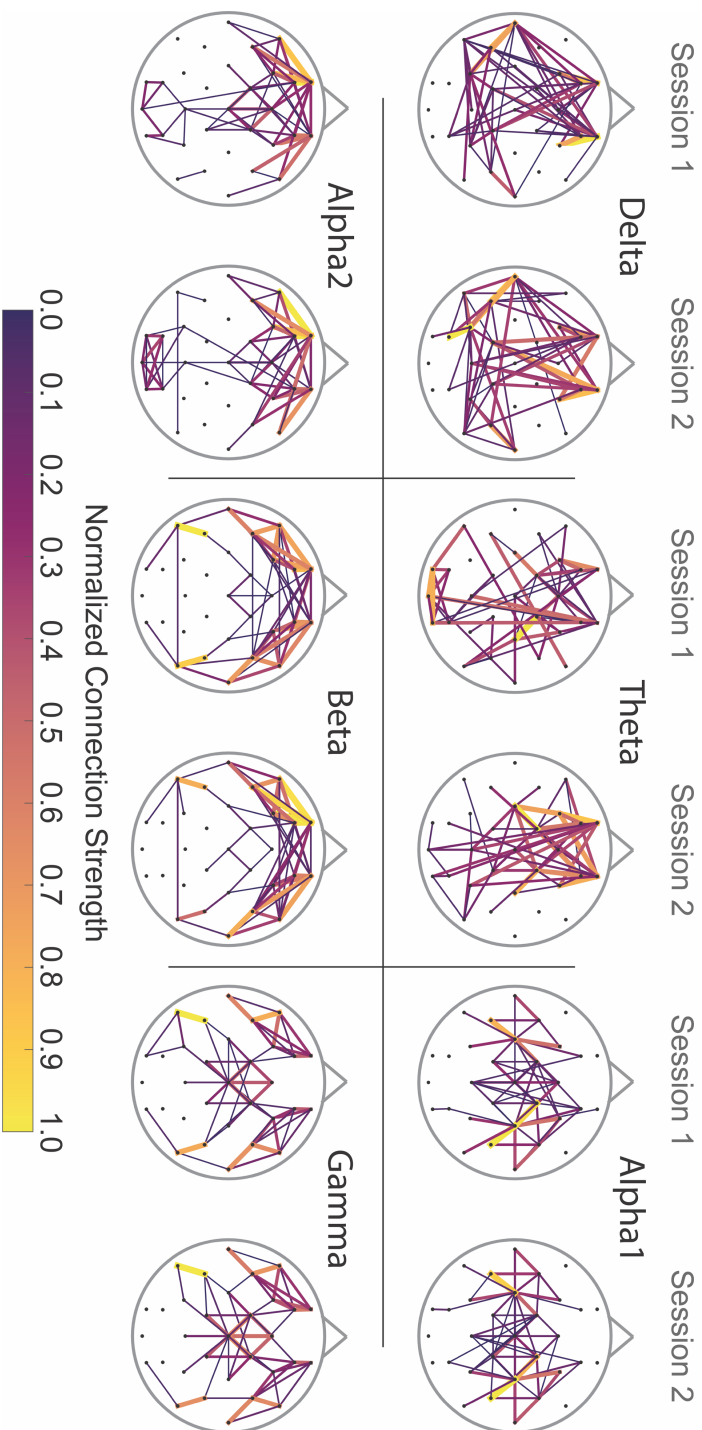 Session 1
Session 2
Session 1
Session 2
Session 1
Session 2
Delta
Theta
Alpha1
Alpha2
Beta
Gamma
0.0 0.1 0.2 0.3 0.4 0.5 0.6 0.7 0.8 0.9 1.0
Normalized Connection Strength